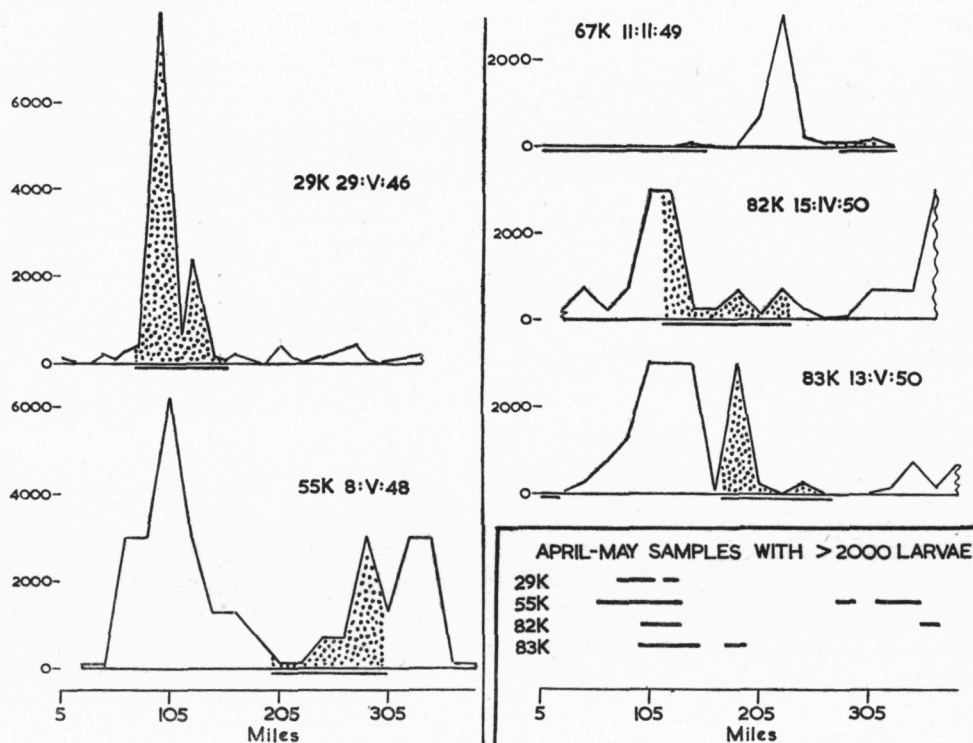 6000-
4000-
2000-
0-
29K 29:V:46
6000-
4000-
2000-
0-
55K 8:V:48
5 105 205 305
Miles
67K 11:11:49
2000-
0-
82K 15:IV:50
2000-
0-
83K 13:V:50
2000-
0-
APRIL-MAY SAMPLES WITH > 2000 LARVAE
29K
55K
82K
83K
5 105 205 305
Miles